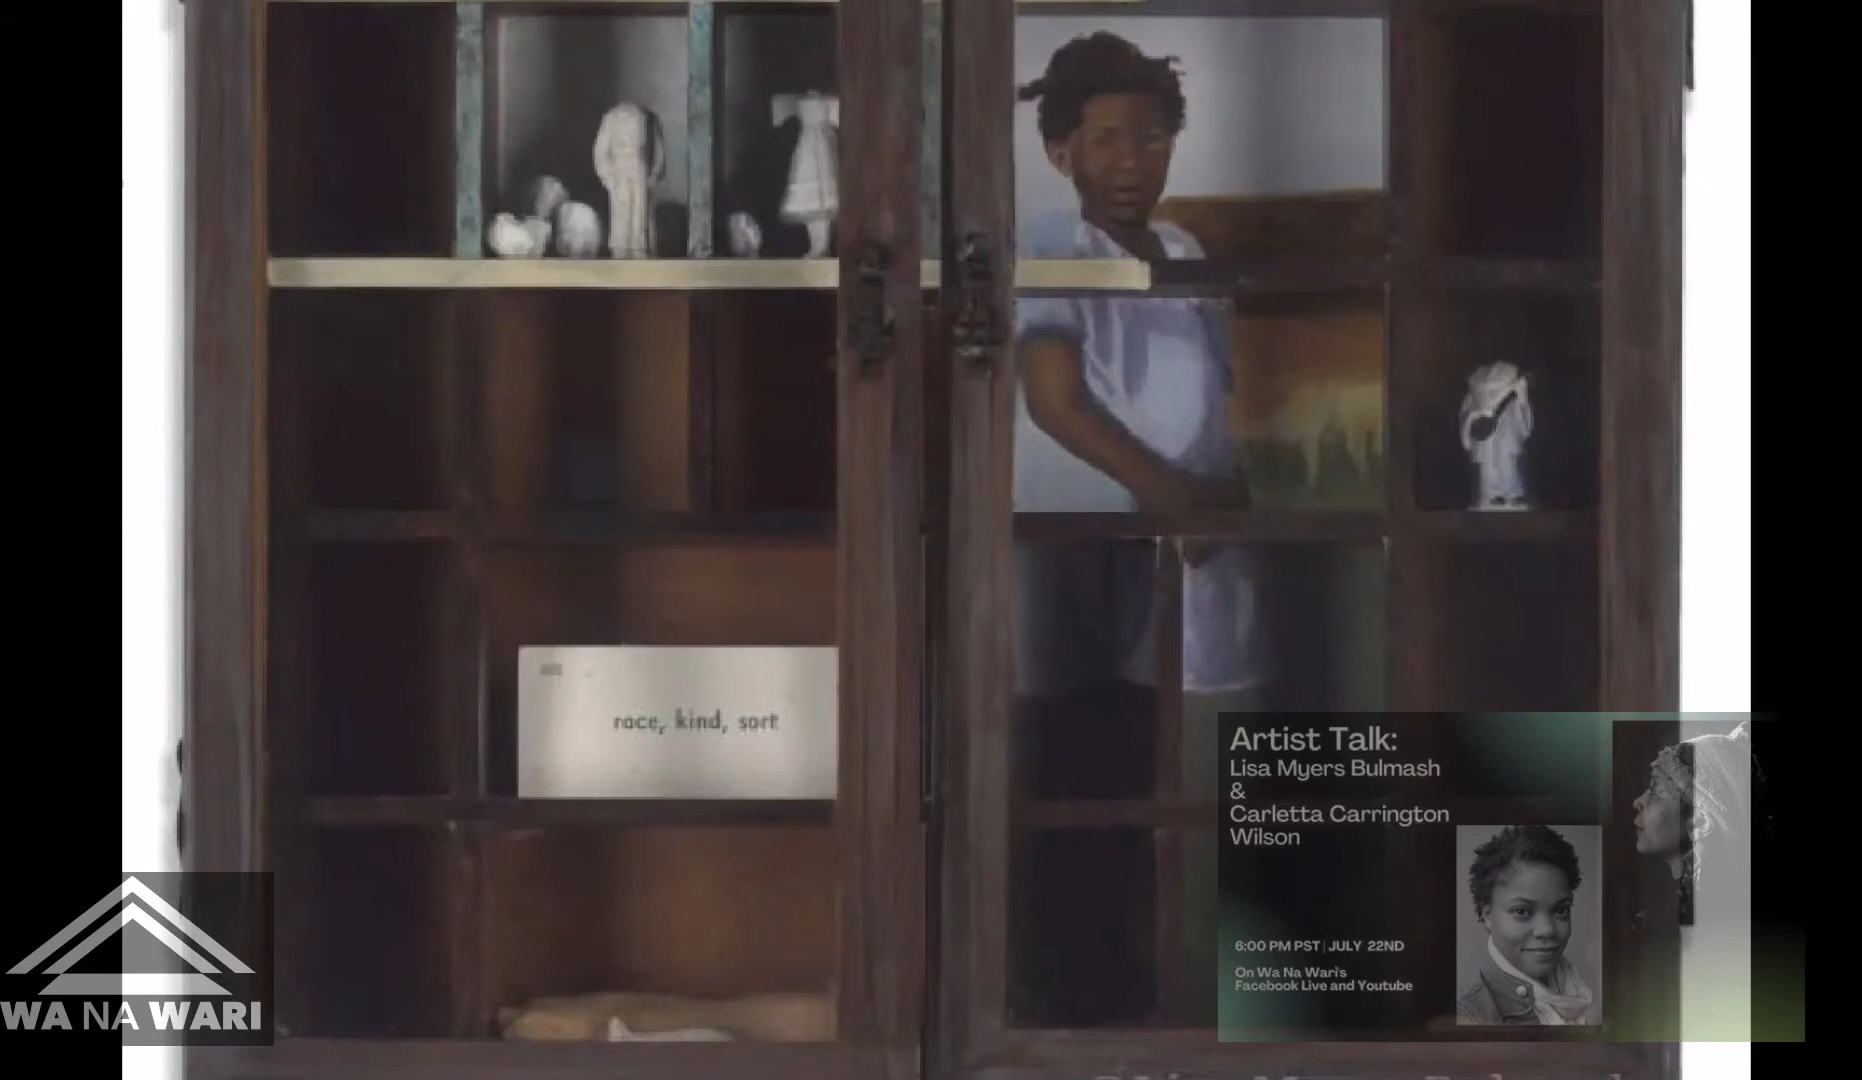 race, kind, sort
Artist Talk:
Lisa Myers Bulmash
&
Carletta Carrington
Wilson
6:00 PM PST | JULY 22ND
On Wa Na Wari's
Facebook Live and Youtube
WA NA WARI